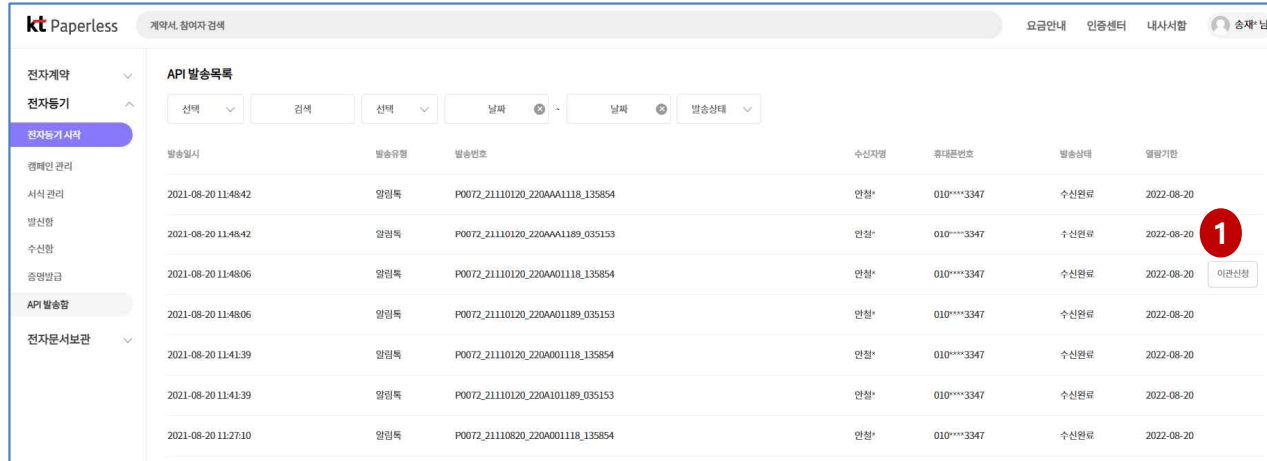 kt Paperless 계약서, 참여자 검색 요금안내 인증센터 내사서함 송재* 님
전자계약
전자등기
전자등기 시작
캠페인 관리
서식 관리
발신함
수신함
증명발급
API 발송함
전자문서보관
API 발송목록
선택 검색 선택 날짜 - 날짜 발송상태
발송일시 발송유형 발송번호 수신자명 휴대폰번호 발송상태 열람기한
2021-08-20 11:48:42 알림톡 P0072_21110120_220AAA1118_135854 안철* 010****3347 수신완료 2022-08-20
2021-08-20 11:48:42 알림톡 P0072_21110120_220AAA1189_035153 안철* 010****3347 수신완료 2022-08-20
1
2021-08-20 11:48:06 알림톡 P0072_21110120_220AA01118_135854 안철* 010****3347 수신완료 2022-08-20 이관신청
2021-08-20 11:48:06 알림톡 P0072_21110120_220AA01189_035153 안철* 010****3347 수신완료 2022-08-20
2021-08-20 11:41:39 알림톡 P0072_21110120_220A001118_135854 안철* 010****3347 수신완료 2022-08-20
2021-08-20 11:41:39 알림톡 P0072_21110120_220A101189_035153 안철* 010****3347 수신완료 2022-08-20
2021-08-20 11:27:10 알림톡 P0072_21110820_220A001118_135854 안철* 010****3347 수신완료 2022-08-20